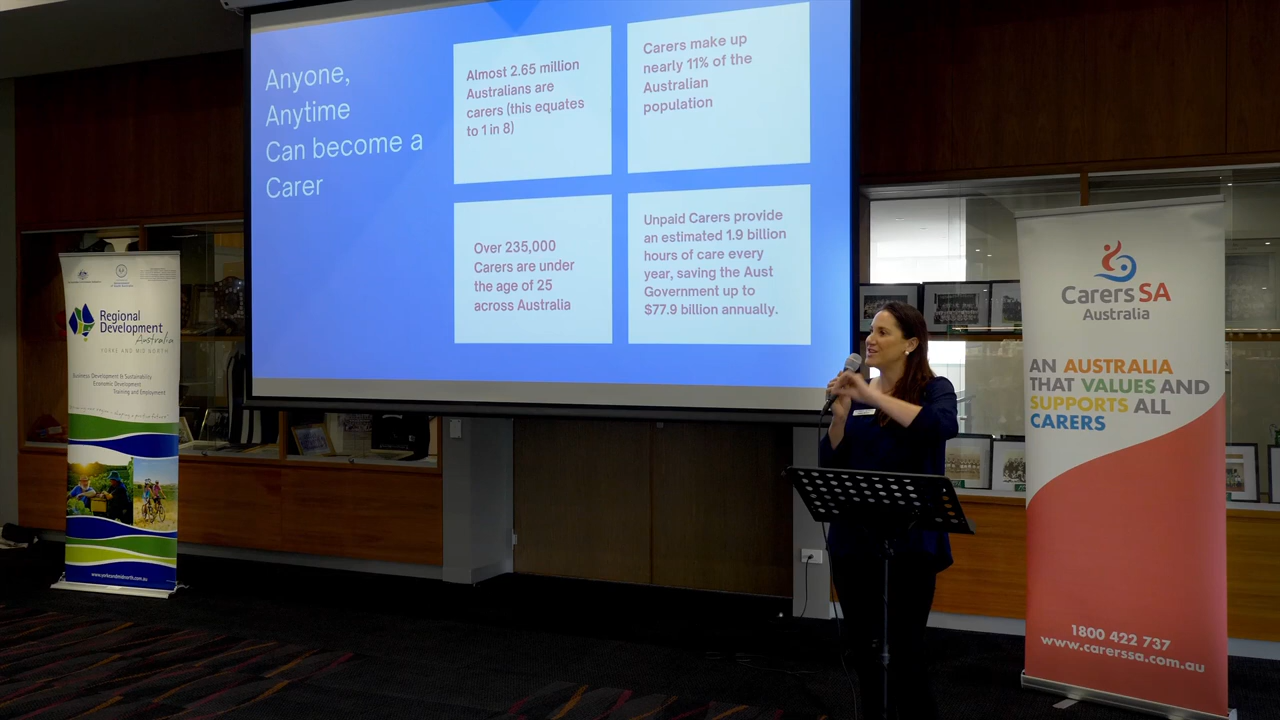 Anyone,
Anytime
Can become a
Carer
Almost 2.65 million
Australians are
carers (this equates
to 1 in 8)
Carers make up
nearly 11% of the
Australian
population
Over 235,000
Carers are under
the age of 25
across Australia
Unpaid Carers provide
an estimated 1.9 billion
hours of care every
year, saving the Aust
Government up to
$77.9 billion annually.
Regional
Development
Australia
YORKE AND MID NORTH
Business Development & Sustainability
Economic Development
Training and Employment
www.yorkeandmidnorth.com.au
Carers SA
Australia
AN AUSTRALIA
THAT VALUES AND
SUPPORTS ALL
CARERS
1800 422 737
www.carerssa.com.au